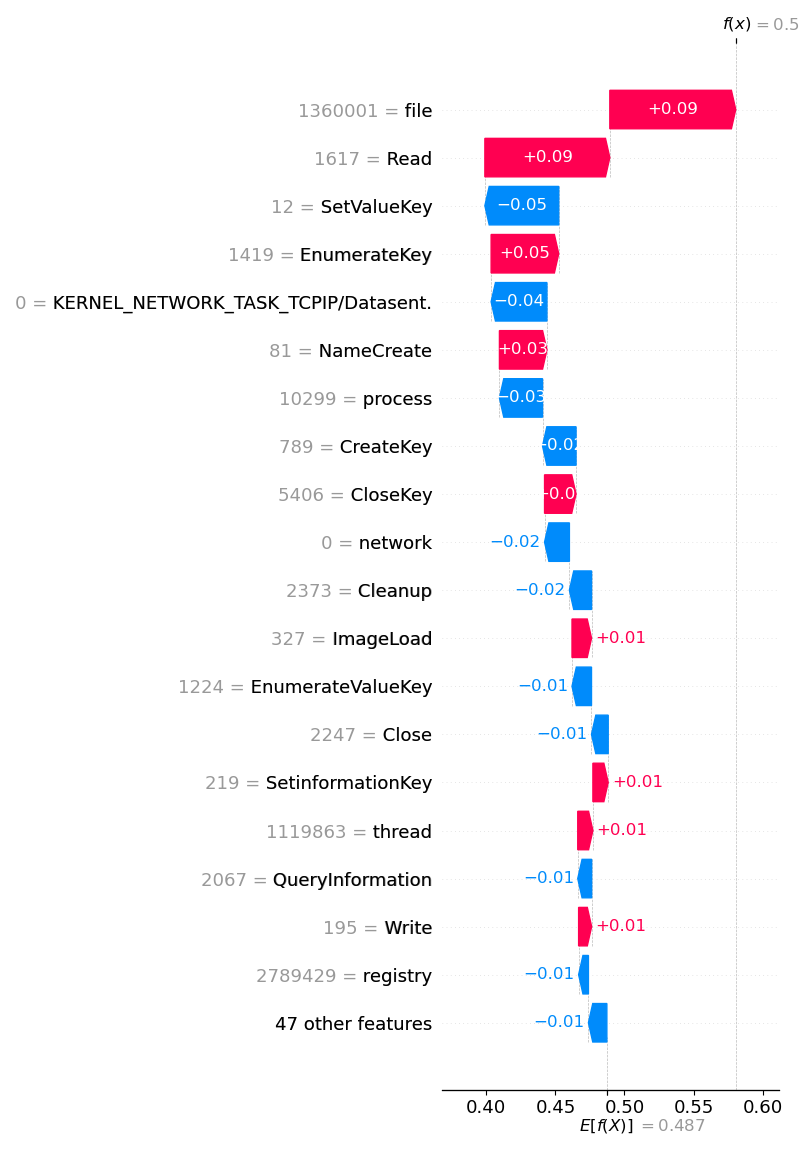 f(x) = 0.5
1360001 = file
+0.09
1617 = Read
+0.09
12 = SetValueKey
−0.05
1419 = EnumerateKey
+0.05
0 = KERNEL_NETWORK_TASK_TCPIP/Datasent.
−0.04
81 = NameCreate
+0.03
10299 = process
−0.03
789 = CreateKey
5406 = CloseKey
0 = network
−0.02
2373 = Cleanup
−0.02
327 = ImageLoad
+0.01
1224 = EnumerateValueKey
−0.01
2247 = Close
−0.01
219 = SetinformationKey
+0.01
1119863 = thread
+0.01
2067 = QueryInformation
−0.01
195 = Write
+0.01
2789429 = registry
−0.01
47 other features
−0.01
0.40 0.45 0.50 0.55 0.60
E[f(X)] = 0.487